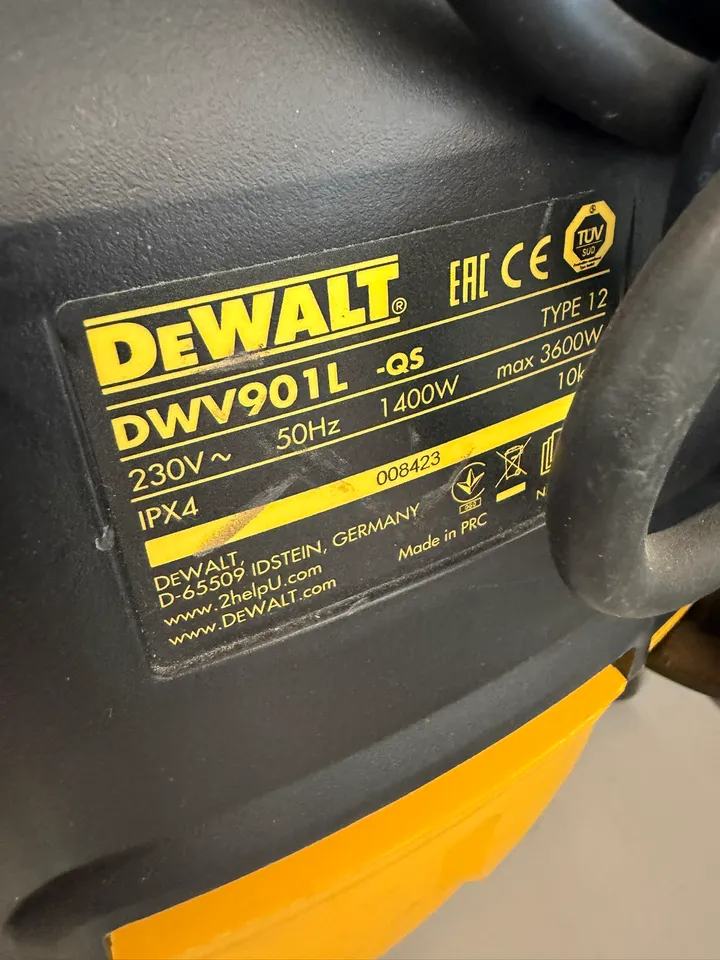 DEWALT®
EAC CE TÜV SÜD
DWV901L -QS TYPE 12
230V~ 50Hz 1400W max 3600W
IPX4
008423
DEWALT,
D-65509 IDSTEIN, GERMANY
www.2helpU.com
www.DEWALT.com
Made in PRC